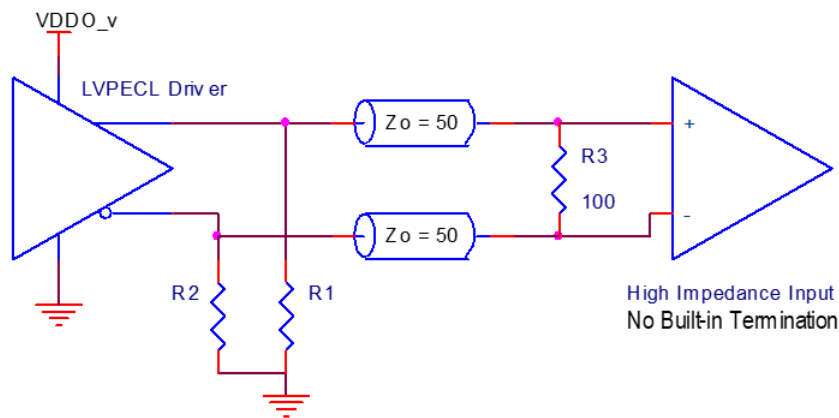 VDDO_v
LVPECL Driver
Zo = 50
+
R3
100
Zo = 50
-
R2
R1
High Impedance Input
No Built-in Termination